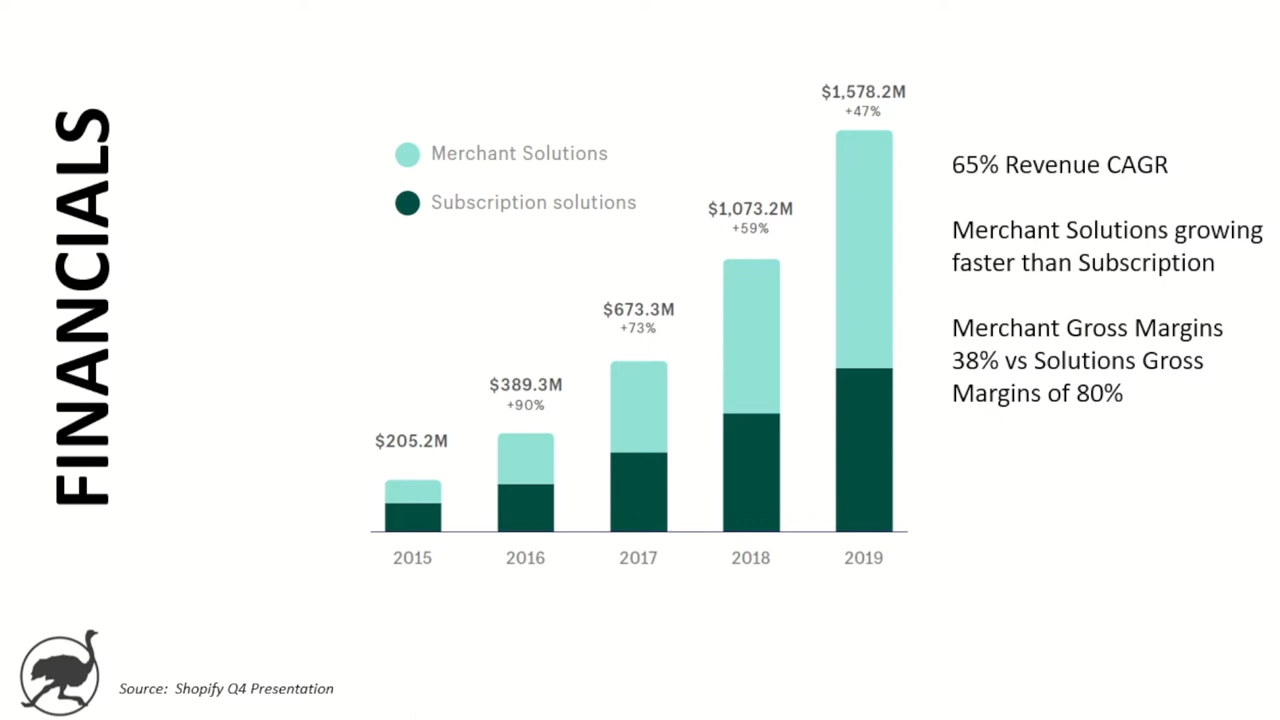 FINANCIALS
Merchant Solutions
Subscription solutions
$205.2M
$389.3M
+90%
$673.3M
+73%
$1,073.2M
+59%
$1,578.2M
+47%
2015
2016
2017
2018
2019
65% Revenue CAGR
Merchant Solutions growing
faster than Subscription
Merchant Gross Margins
38% vs Solutions Gross
Margins of 80%
Source: Shopify Q4 Presentation